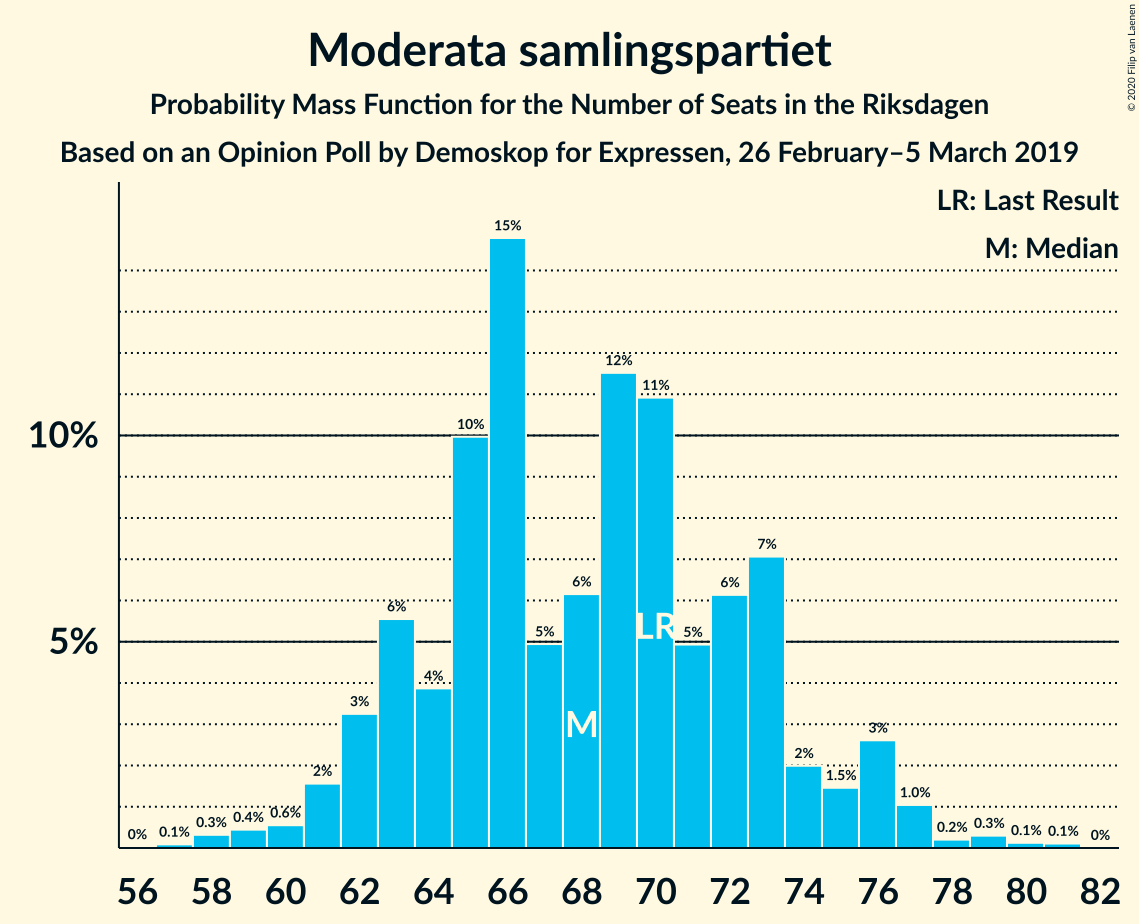 Moderata samlingspartiet
Probability Mass Function for the Number of Seats in the Riksdagen
Based on an Opinion Poll by Demoskop for Expressen, 26 February–5 March 2019
© 2020 Filip van Laenen
LR: Last Result
M: Median
10%
5%
0% 0.1% 0.3% 0.4% 0.6% 2% 3% 6% 4% 10% 15% 5% 6% 12% 11% 5% 6% 7% 2% 1.5% 3% 1.0% 0.2% 0.3% 0.1% 0.1% 0%
LR
M
56 58 60 62 64 66 68 70 72 74 76 78 80 82